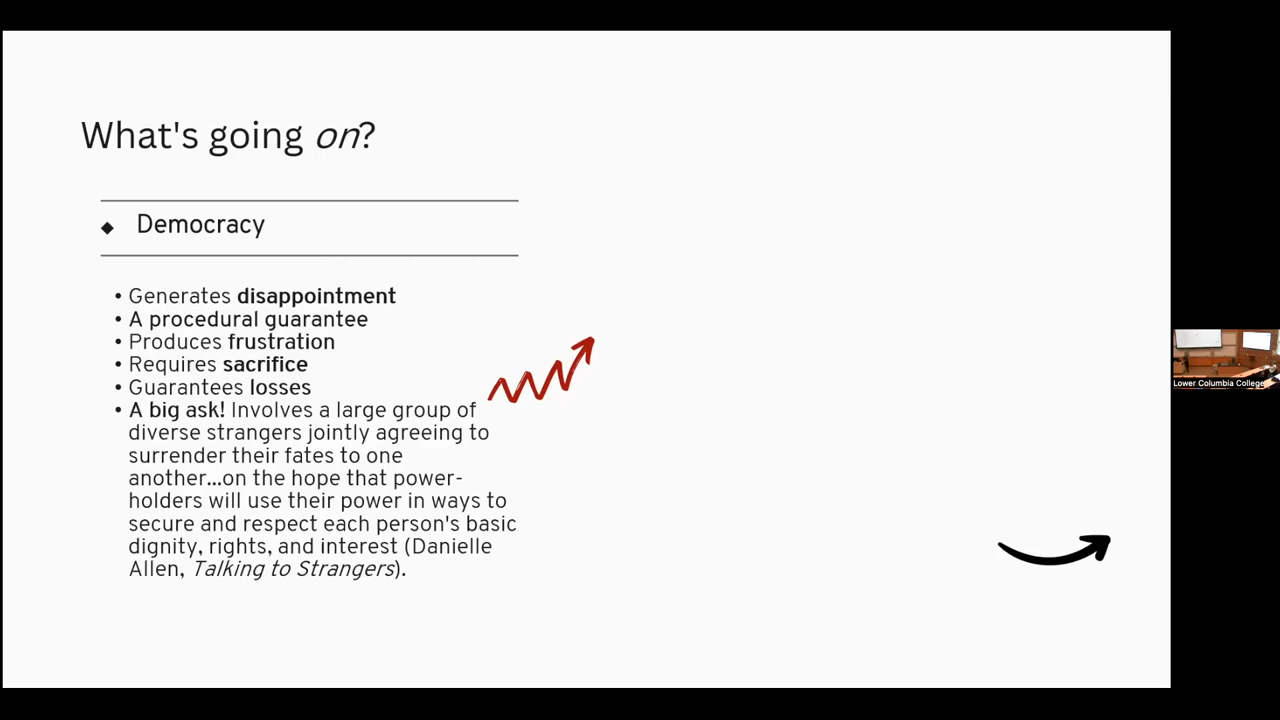 What's going on?
◆ Democracy
• Generates disappointment
• A procedural guarantee
• Produces frustration
• Requires sacrifice
• Guarantees losses
• A big ask! Involves a large group of
diverse strangers jointly agreeing to
surrender their fates to one
another...on the hope that power-
holders will use their power in ways to
secure and respect each person's basic
dignity, rights, and interest (Danielle
Allen, Talking to Strangers).
Lower Columbia College